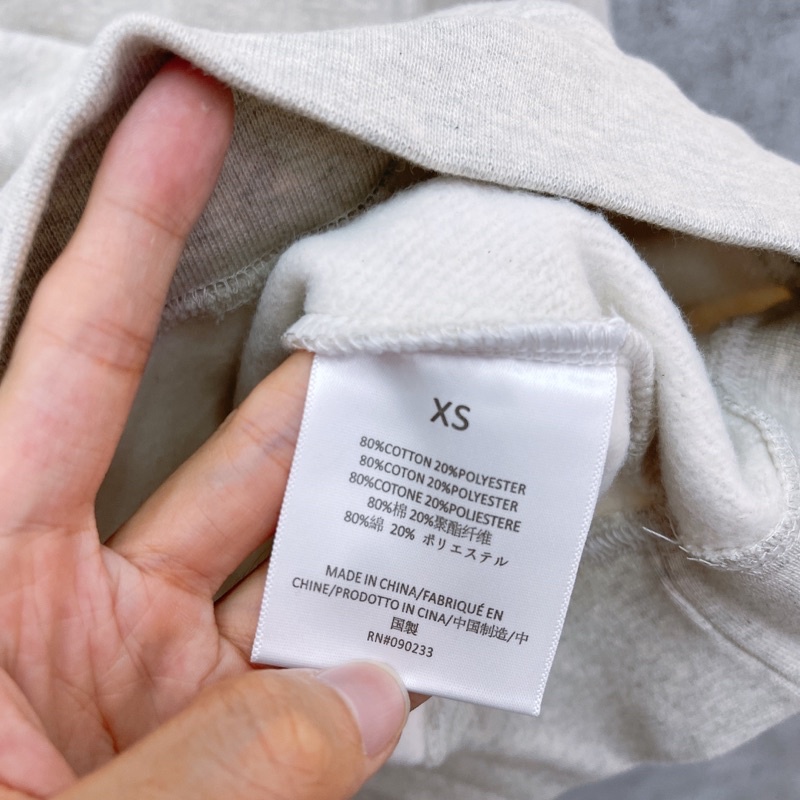 XS
80%COTTON 20%POLYESTER
80%COTON 20%POLYESTER
80%COTONE 20%POLIESTERE
80%棉 20%聚酯纤维
80%綿 20% ポリエステル
MADE IN CHINA/FABRIQUÉ EN
CHINE/PRODOTTO IN CINA/中国制造/中
国製
RN#090233